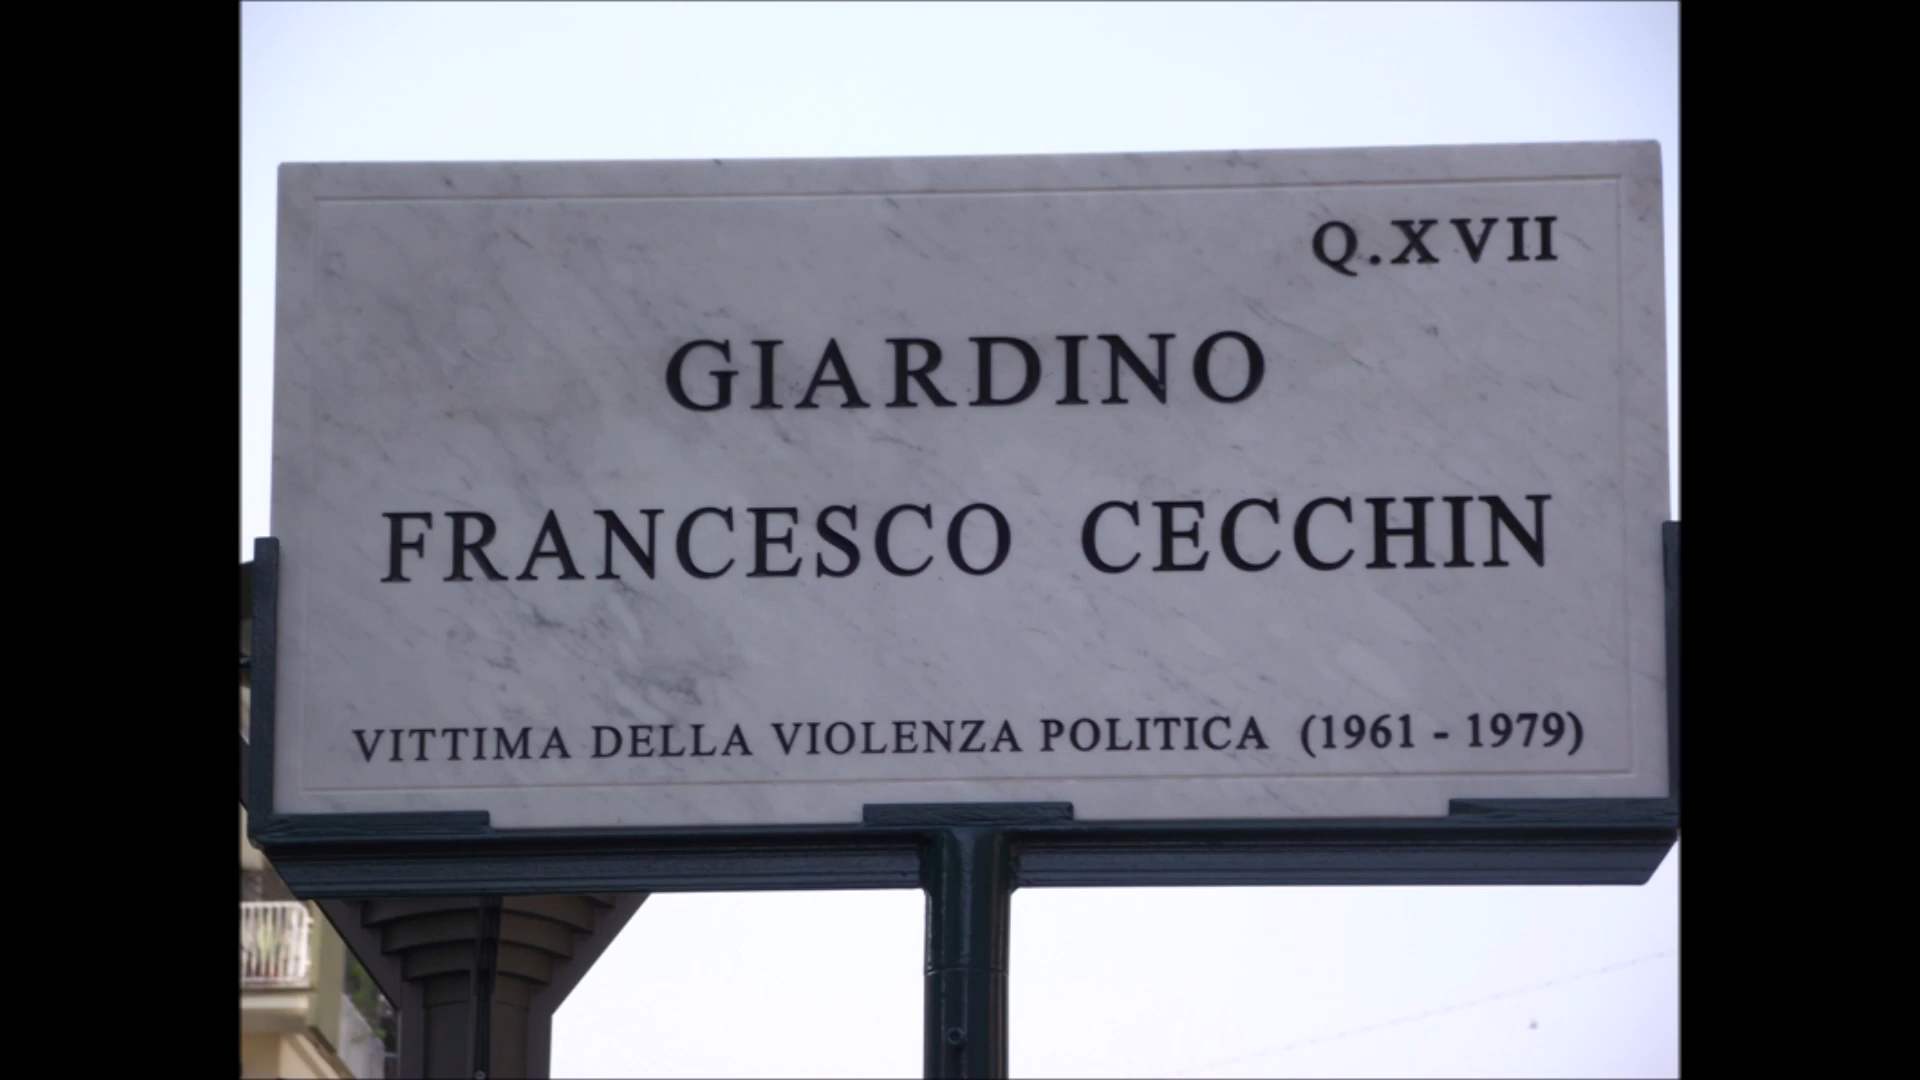 Q.XVII
GIARDINO
FRANCESCO CECCHIN
VITTIMA DELLA VIOLENZA POLITICA (1961 - 1979)